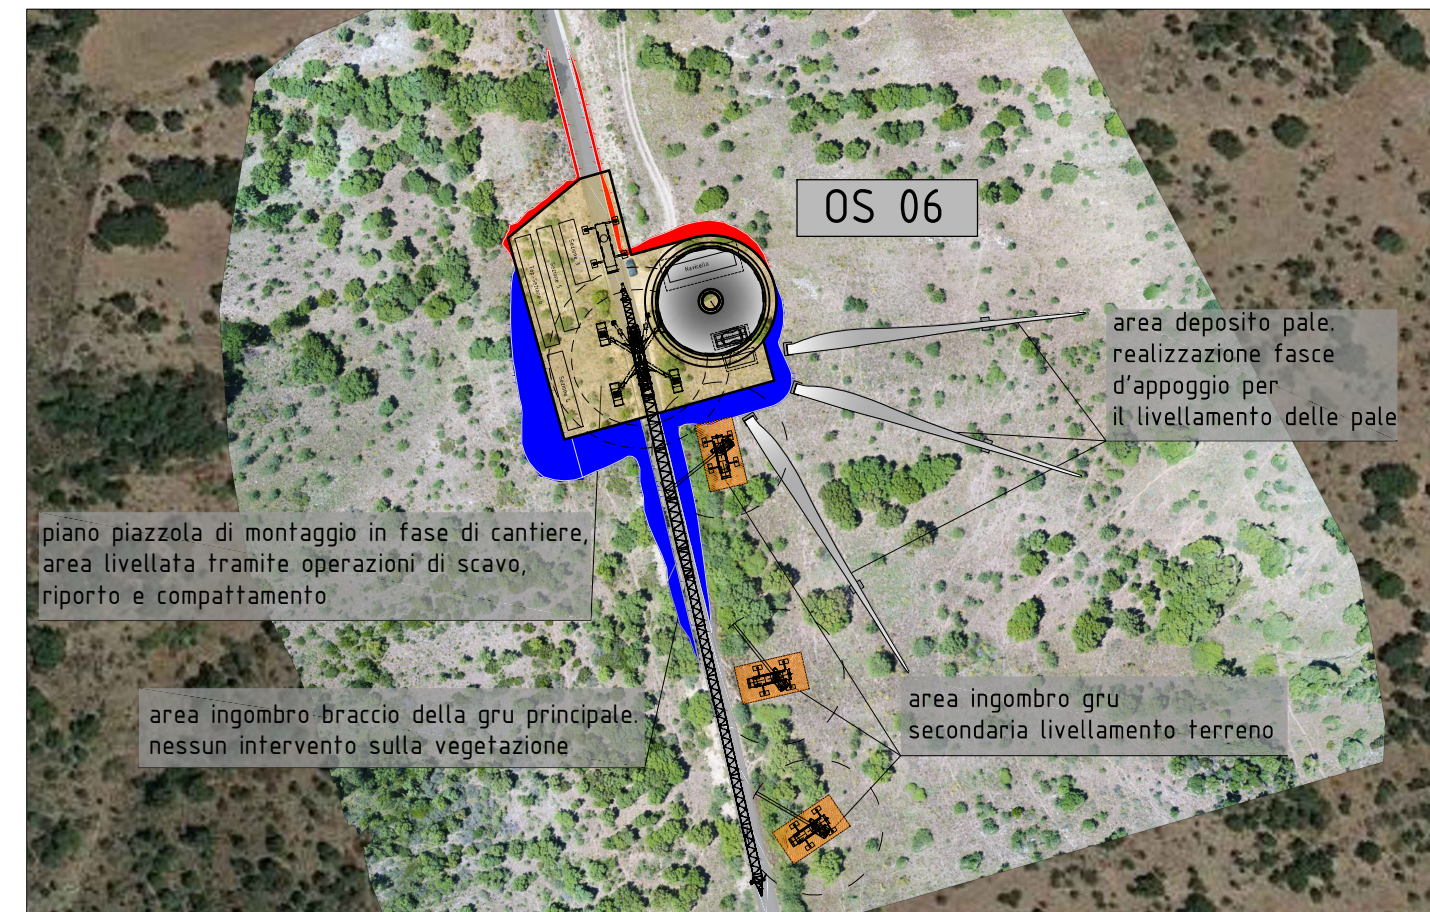 OS 06
Navicella
area deposito pale.
realizzazione fasce
d'appoggio per
il livellamento delle pale
piano piazzola di montaggio in fase di cantiere,
area livellata tramite operazioni di scavo,
riporto e compattamento
area ingombro braccio della gru principale.
nessun intervento sulla vegetazione
area ingombro gru
secondaria livellamento terreno